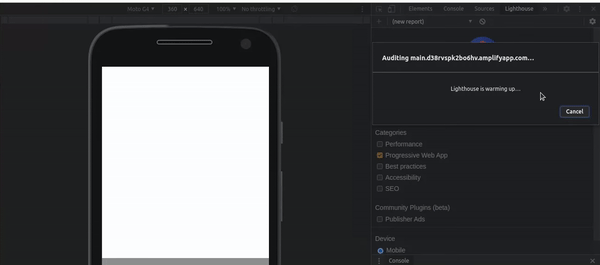 Moto G4 360 640 100% No throttling
Elements Console Sources Lighthouse »
(new report)
Auditing main.d38rvspk2bo6hv.amplifyapp.com...
Lighthouse is warming up...
Cancel
Categories
Performance
Progressive Web App
Best practices
Accessibility
SEO
Community Plugins (beta)
Publisher Ads
Device
Mobile
Console